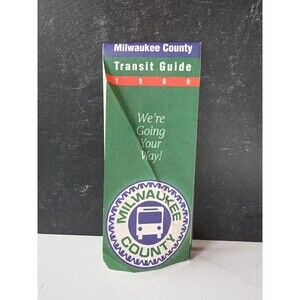 Milwaukee County
Transit Guide
1999
We're
Going
Your
Way!
MILWAUKEE
COUNTY